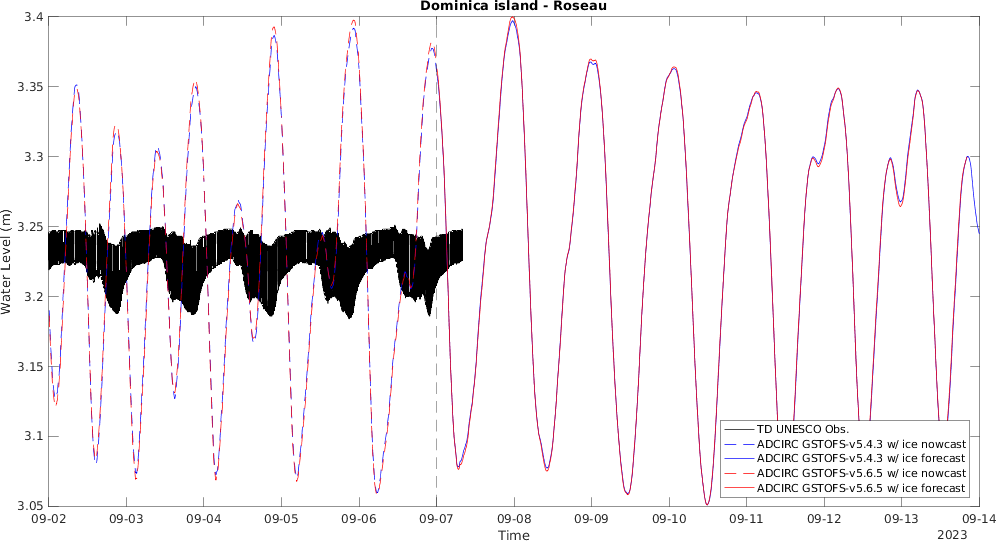 Dominica island - Roseau
3.4
3.35
3.3
3.25
3.2
3.15
3.1
3.05
Water Level (m)
TD UNESCO Obs.
ADCIRC GSTOFS-v5.4.3 w/ ice nowcast
ADCIRC GSTOFS-v5.4.3 w/ ice forecast
ADCIRC GSTOFS-v5.6.5 w/ ice nowcast
ADCIRC GSTOFS-v5.6.5 w/ ice forecast
09-02 09-03 09-04 09-05 09-06 09-07 09-08 09-09 09-10 09-11 09-12 09-13 09-14
Time
2023